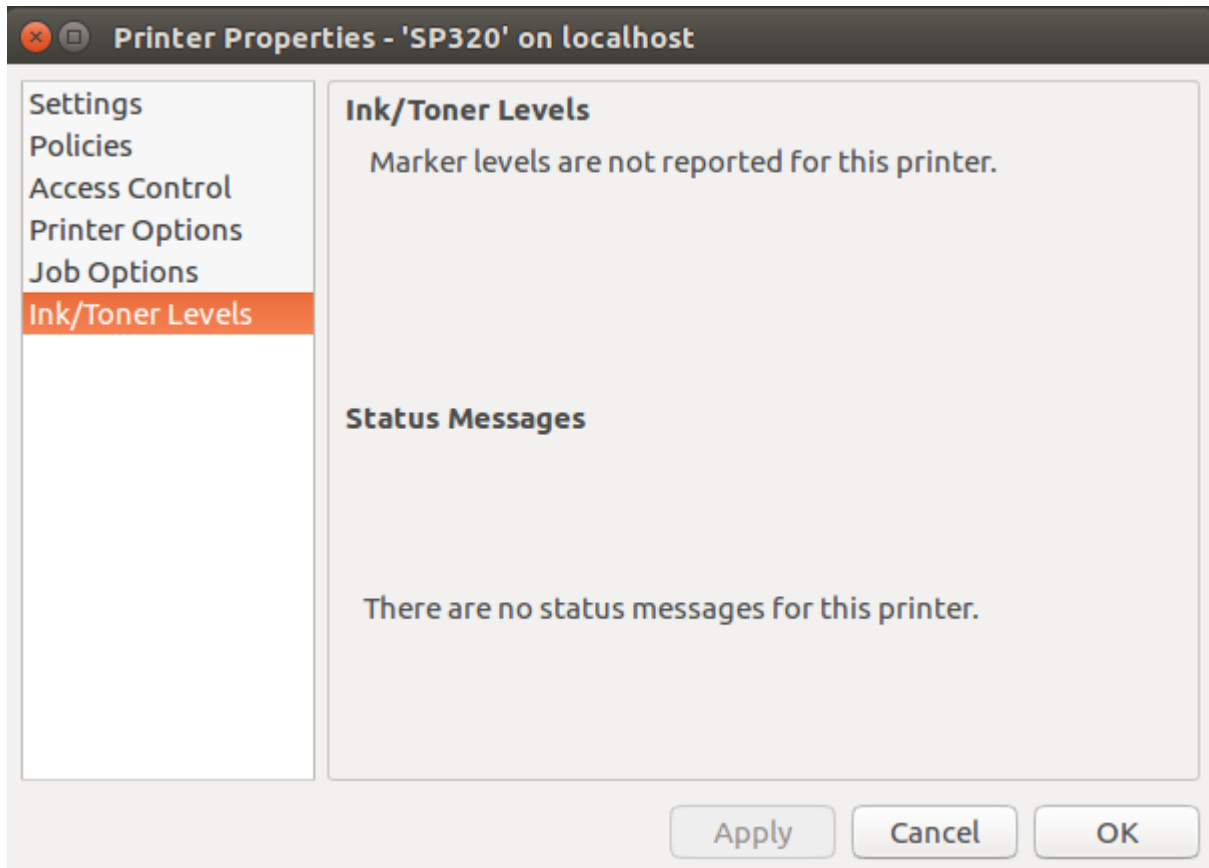 Printer Properties - 'SP320' on localhost
Settings
Policies
Access Control
Printer Options
Job Options
Ink/Toner Levels
Ink/Toner Levels
Marker levels are not reported for this printer.
Status Messages
There are no status messages for this printer.
Apply
Cancel
OK